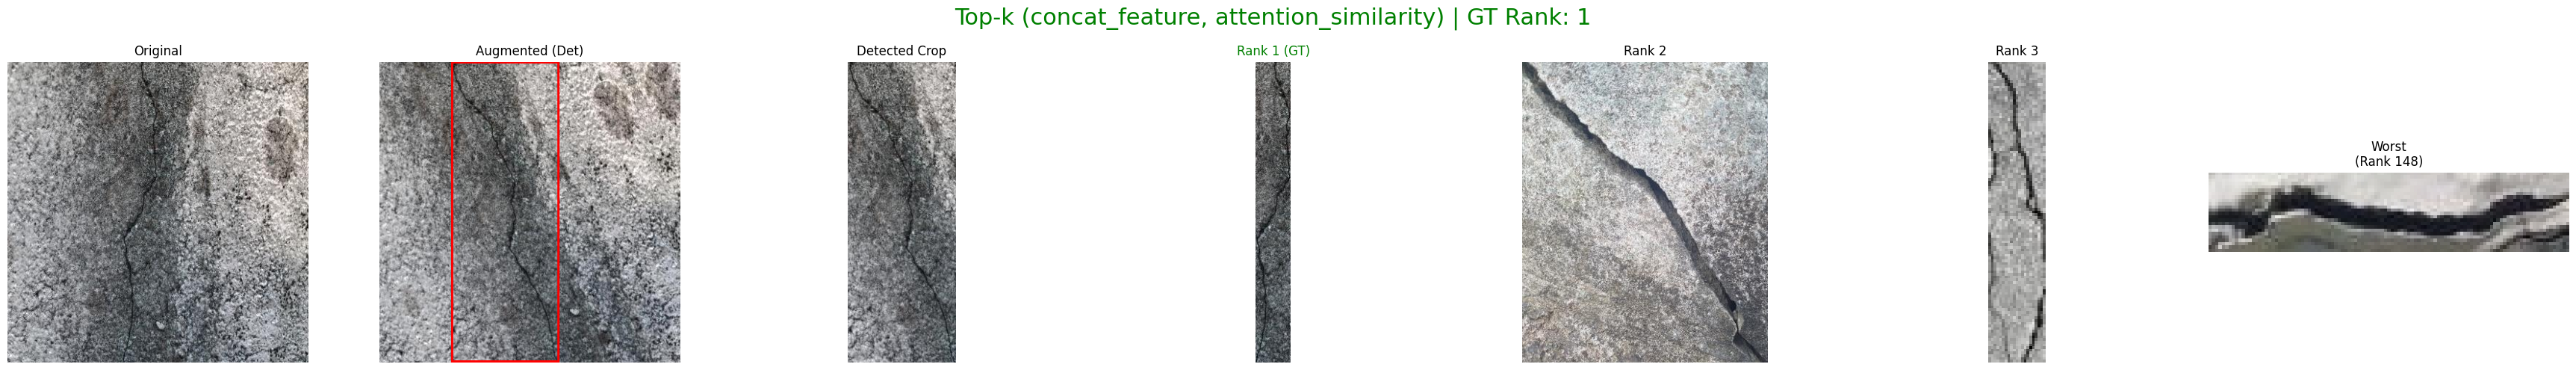 Top-k (concat_feature, attention_similarity) | GT Rank: 1
Original
Augmented (Det)
Detected Crop
Rank 1 (GT)
Rank 2
Rank 3
Worst
(Rank 148)